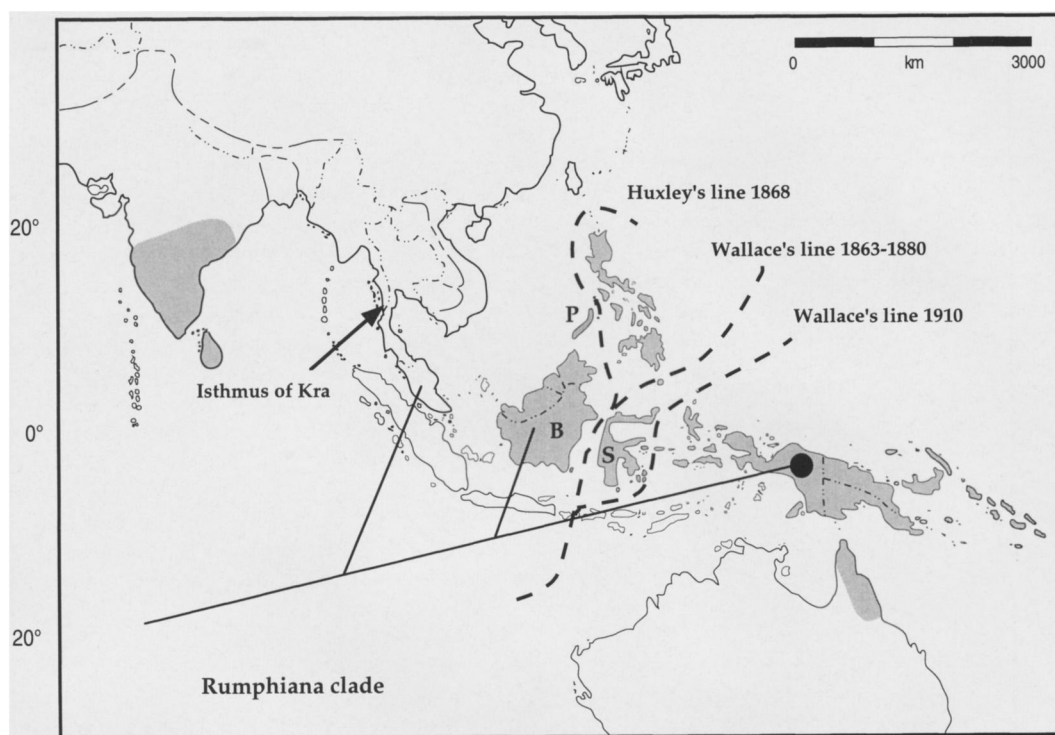 0 km 3000
Huxley's line 1868
20°
Wallace's line 1863-1880
P
Wallace's line 1910
Isthmus of Kra
0°
B
S
20°
Rumphiana clade